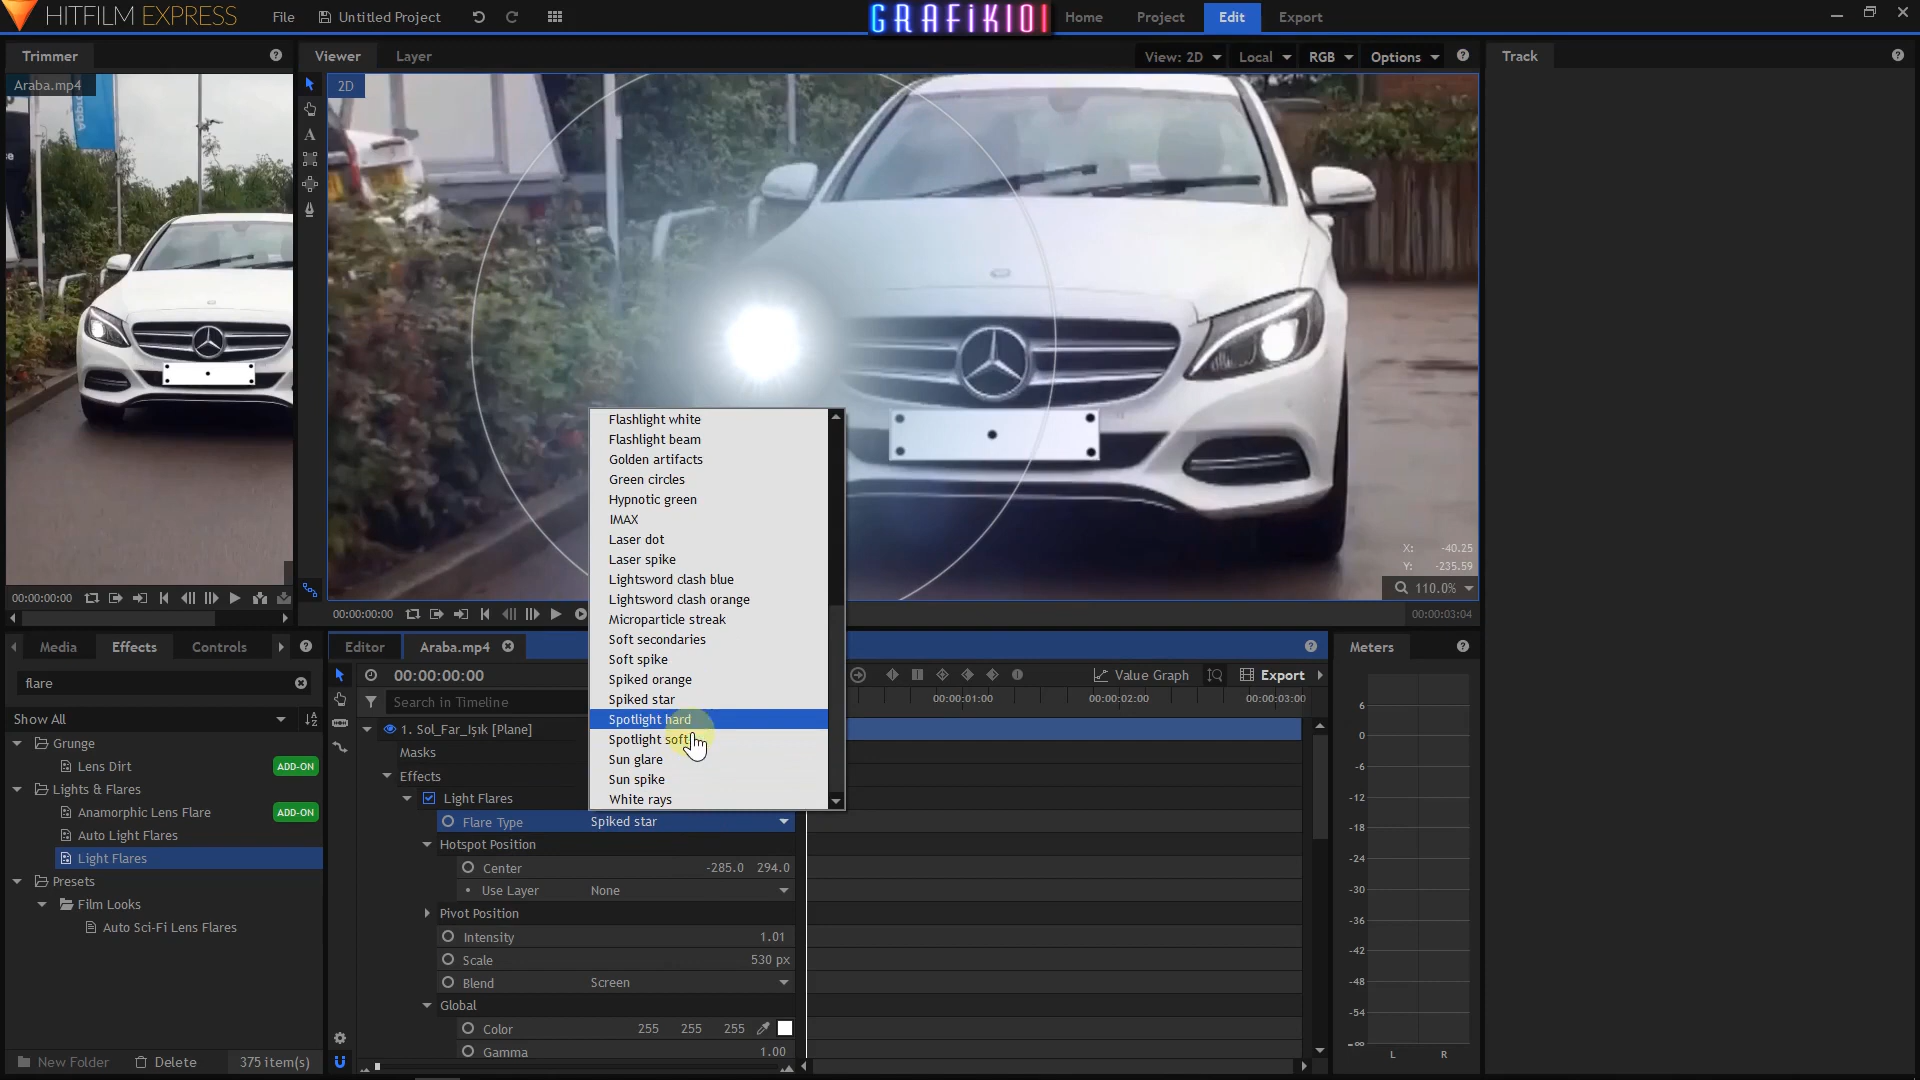 HITFILM EXPRESS
File
Untitled Project
GRAFIK101
Home
Project
Edit
Export
Trimmer
Viewer
Layer
View: 2D
Local
RGB
Options
Track
Araba.mp4
2D
X: -40.25
Y: -235.59
110.0%
00:00:00:00
00:00:00:00
00:00:03:04
Flashlight white
Flashlight beam
Golden artifacts
Green circles
Hypnotic green
IMAX
Laser dot
Laser spike
Lightsword clash blue
Lightsword clash orange
Microparticle streak
Soft secondaries
Soft spike
Spiked orange
Spiked star
Spotlight hard
Spotlight soft
Sun glare
Sun spike
White rays
Media
Effects
Controls
flare
Show All
Grunge
Lens Dirt
ADD-ON
Lights & Flares
Anamorphic Lens Flare
ADD-ON
Auto Light Flares
Light Flares
Presets
Film Looks
Auto Sci-Fi Lens Flares
New Folder
Delete
375 item(s)
Editor
Araba.mp4
00:00:00:00
Search in Timeline
1. Sol_Far_Işık [Plane]
Masks
Effects
Light Flares
Flare Type
Spiked star
Hotspot Position
Center
-285.0
294.0
Use Layer
None
Pivot Position
Intensity
1.01
Scale
530 px
Blend
Screen
Global
Color
255
255
255
Gamma
1.00
Value Graph
Export
00:00:01:00
00:00:02:00
00:00:03:00
Meters
6
0
-6
-12
-18
-24
-30
-36
-42
-48
-54
-∞
L
R